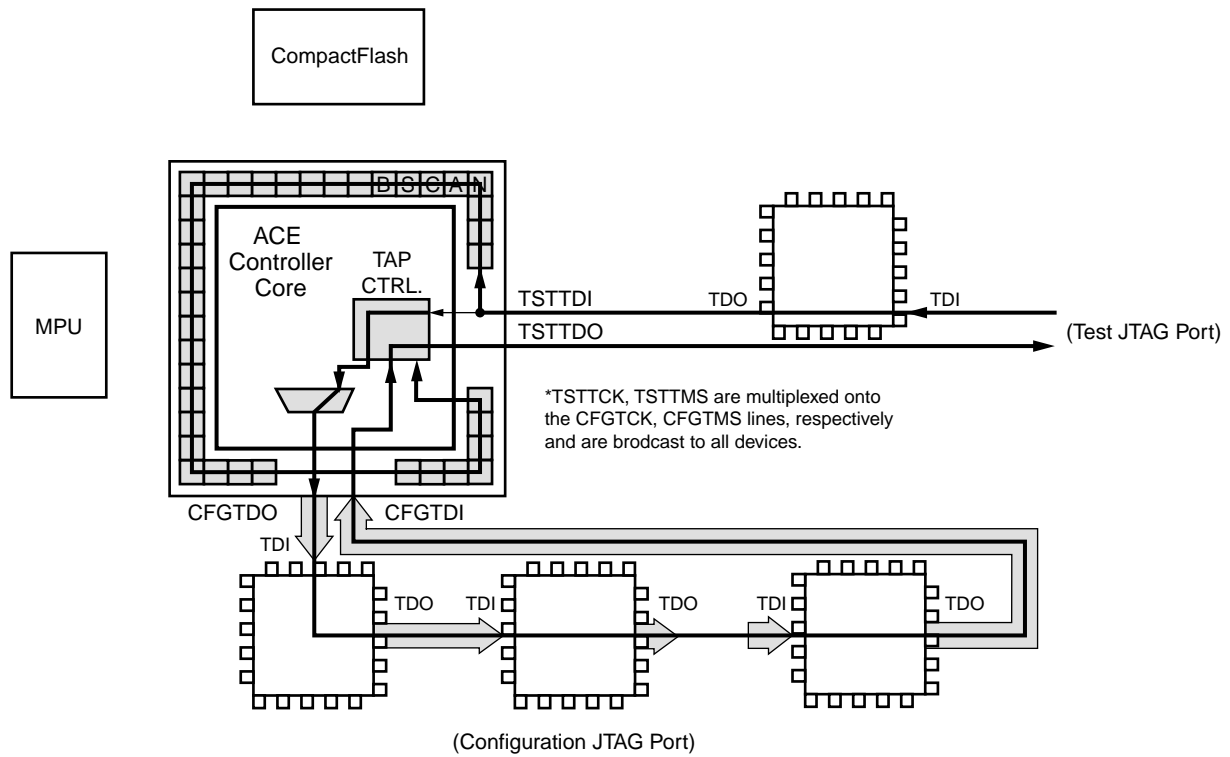 CompactFlash
BSCAN
ACE
Controller
Core
TAP
CTRL.
MPU
TSTTDI
TDO
TDI
TSTTDO
(Test JTAG Port)
*TSTTCK, TSTTMS are multiplexed onto
the CFGTCK, CFGTMS lines, respectively
and are brodcast to all devices.
CFGTDO
CFGTDI
TDI
TDO
TDI
TDO
TDI
TDO
(Configuration JTAG Port)